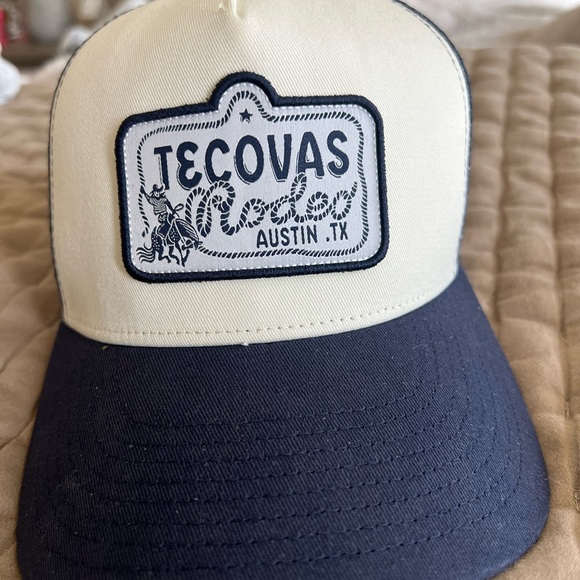 TECOVAS
Rodeo
AUSTIN .TX